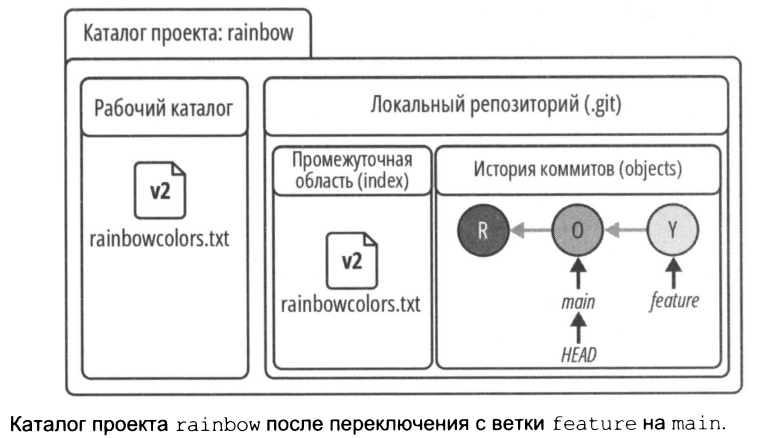 Каталог проекта: rainbow
Рабочий каталог
Локальный репозиторий (.git)
Промежуточная
область (index)
История коммитов (objects)
v2
rainbowcolors.txt
v2
rainbowcolors.txt
R
O
Y
main
feature
HEAD
Каталог проекта rainbow после переключения с ветки feature на main.